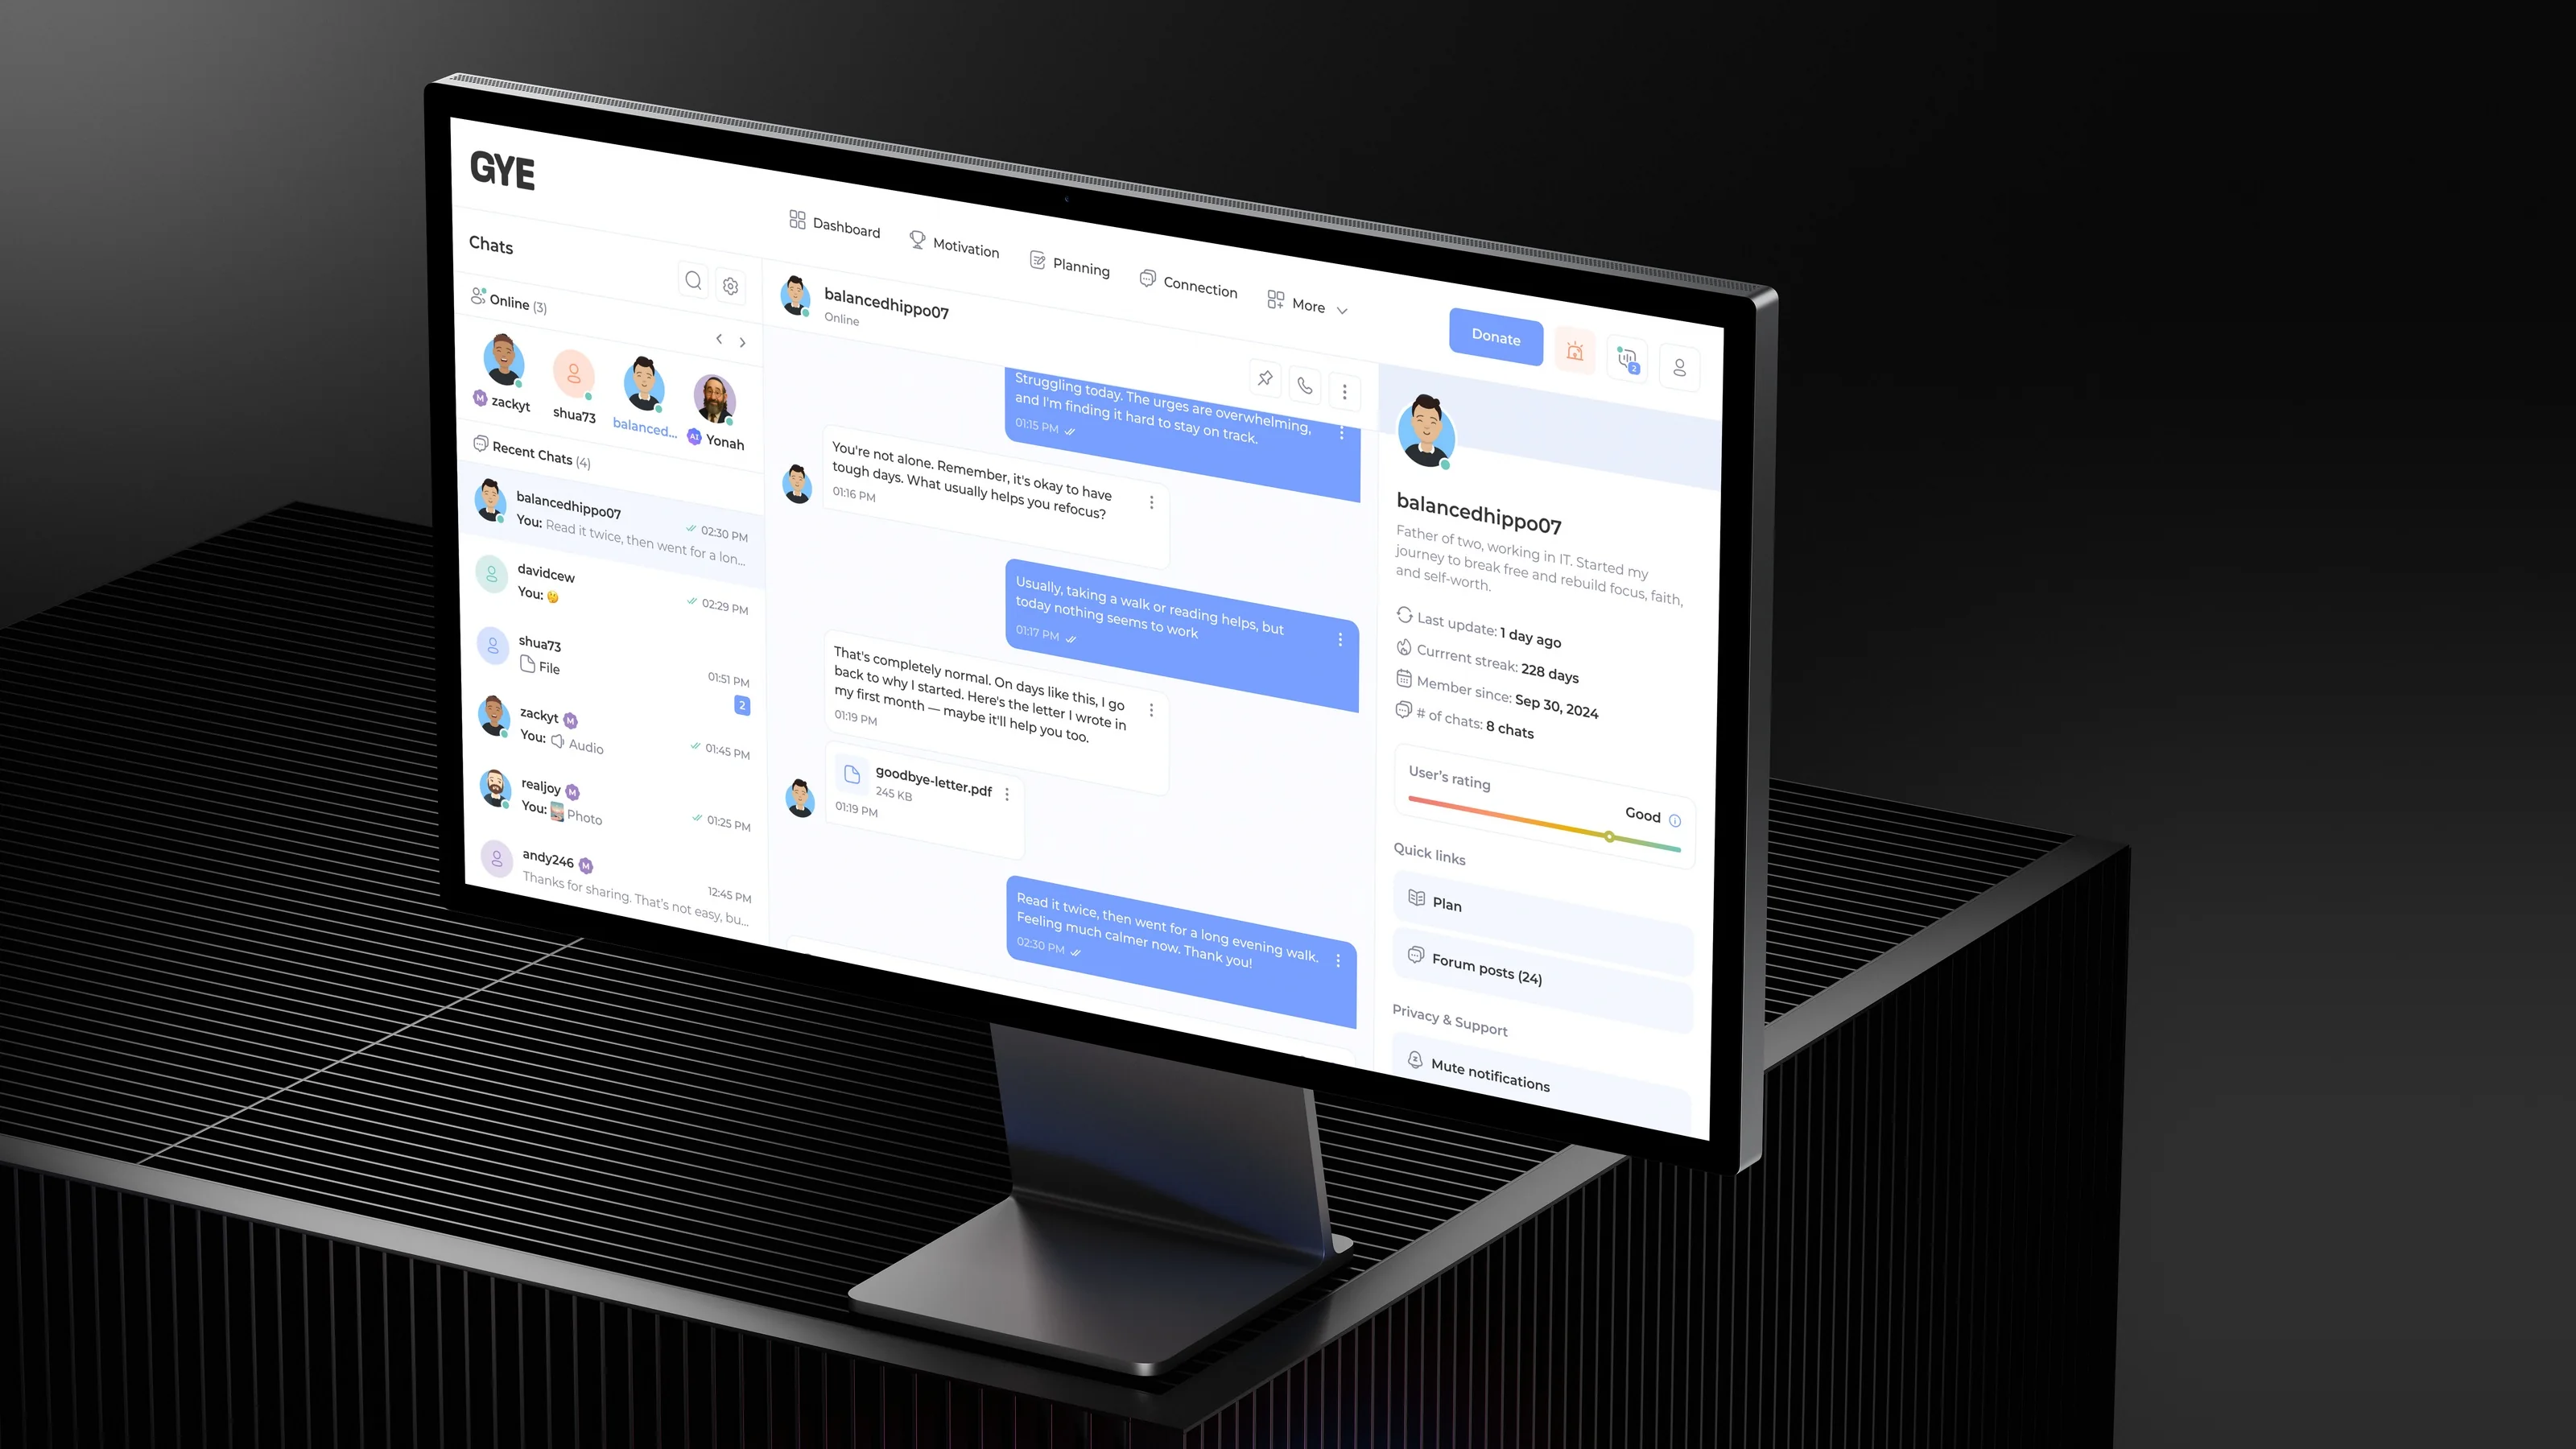 GYE
Dashboard
Motivation
Planning
Connection
More
Donate
2
Chats
Online (3)
M zackyt
shua73
balanced...
AI Yonah
Recent Chats (4)
balancedhippo07
02:30 PM
You: Read it twice, then went for a lon...
davidcew
02:29 PM
You: 🤔
shua73
01:51 PM
File
2
zackyt M
01:45 PM
You: Audio
realjoy M
01:25 PM
You: Photo
andy246 M
12:45 PM
Thanks for sharing. That's not easy, bu...
balancedhippo07
Online
Struggling today. The urges are overwhelming,
and I'm finding it hard to stay on track.
01:15 PM
You're not alone. Remember, it's okay to have
tough days. What usually helps you refocus?
01:16 PM
Usually, taking a walk or reading helps, but
today nothing seems to work
01:17 PM
That's completely normal. On days like this, I go
back to why I started. Here's the letter I wrote in
my first month — maybe it'll help you too.
01:19 PM
goodbye-letter.pdf
245 KB
01:19 PM
Read it twice, then went for a long evening walk.
Feeling much calmer now. Thank you!
02:30 PM
balancedhippo07
Father of two, working in IT. Started my
journey to break free and rebuild focus, faith,
and self-worth.
Last update: 1 day ago
Currrent streak: 228 days
Member since: Sep 30, 2024
# of chats: 8 chats
User's rating
Good
Quick links
Plan
Forum posts (24)
Privacy & Support
Mute notifications